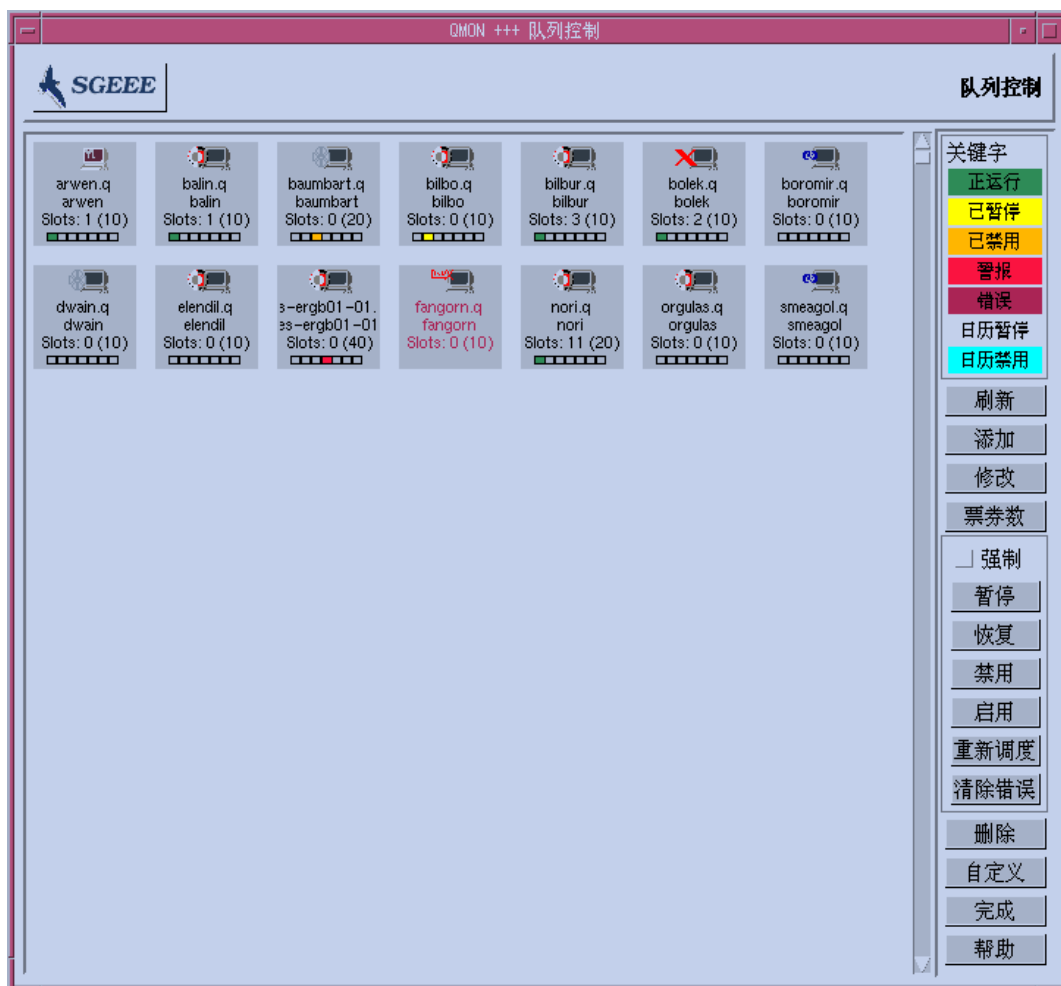 QMON +++ 队列控制
SGEEE
队列控制
arwen.q
arwen
Slots: 1 (10)
balin.q
balin
Slots: 1 (10)
baumbart.q
baumbart
Slots: 0 (20)
bilbo.q
bilbo
Slots: 0 (10)
bilbur.q
bilbur
Slots: 3 (10)
bolek.q
bolek
Slots: 2 (10)
boromir.q
boromir
Slots: 0 (10)
dwain.q
dwain
Slots: 0 (10)
elendil.q
elendil
Slots: 0 (10)
s-ergb01-01.
es-ergb01-01
Slots: 0 (40)
fangorn.q
fangorn
Slots: 0 (10)
nori.q
nori
Slots: 11 (20)
orgulas.q
orgulas
Slots: 0 (10)
smeagol.q
smeagol
Slots: 0 (10)
关键字
正运行
已暂停
已禁用
警报
错误
日历暂停
日历禁用
刷新
添加
修改
票券数
强制
暂停
恢复
禁用
启用
重新调度
清除错误
删除
自定义
完成
帮助